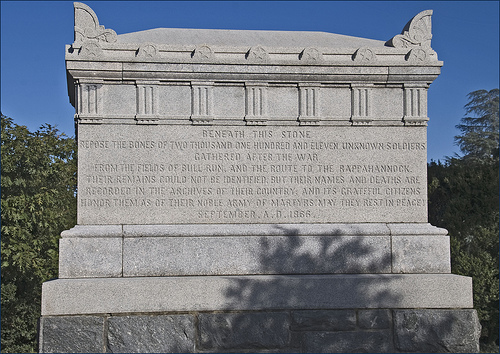 BENEATH THIS STONE
REPOSE THE BONES OF TWO THOUSAND ONE HUNDRED AND ELEVEN UNKNOWN SOLDIERS
GATHERED AFTER THE WAR
FROM THE FIELDS OF BULL RUN, AND THE ROUTE TO THE RAPPAHANNOCK.
THEIR REMAINS COULD NOT BE IDENTIFIED. BUT THEIR NAMES AND DEATHS ARE
RECORDED IN THE ARCHIVES OF THEIR COUNTRY, AND ITS GRATEFUL CITIZENS
HONOR THEM AS OF THEIR NOBLE ARMY OF MARTYRS. MAY THEY REST IN PEACE!
SEPTEMBER, A. D. 1866.